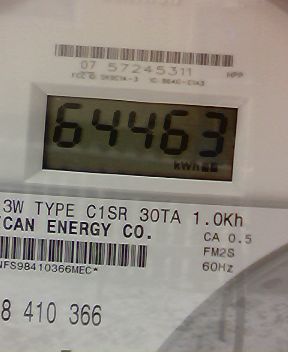 07 57245311 HPP
64463
kWh
3W TYPE C1SR 30TA 1.0Kh
CAN ENERGY CO.
CA 0.5
FM2S
NFS98410366MEC*
60Hz
8 410 366